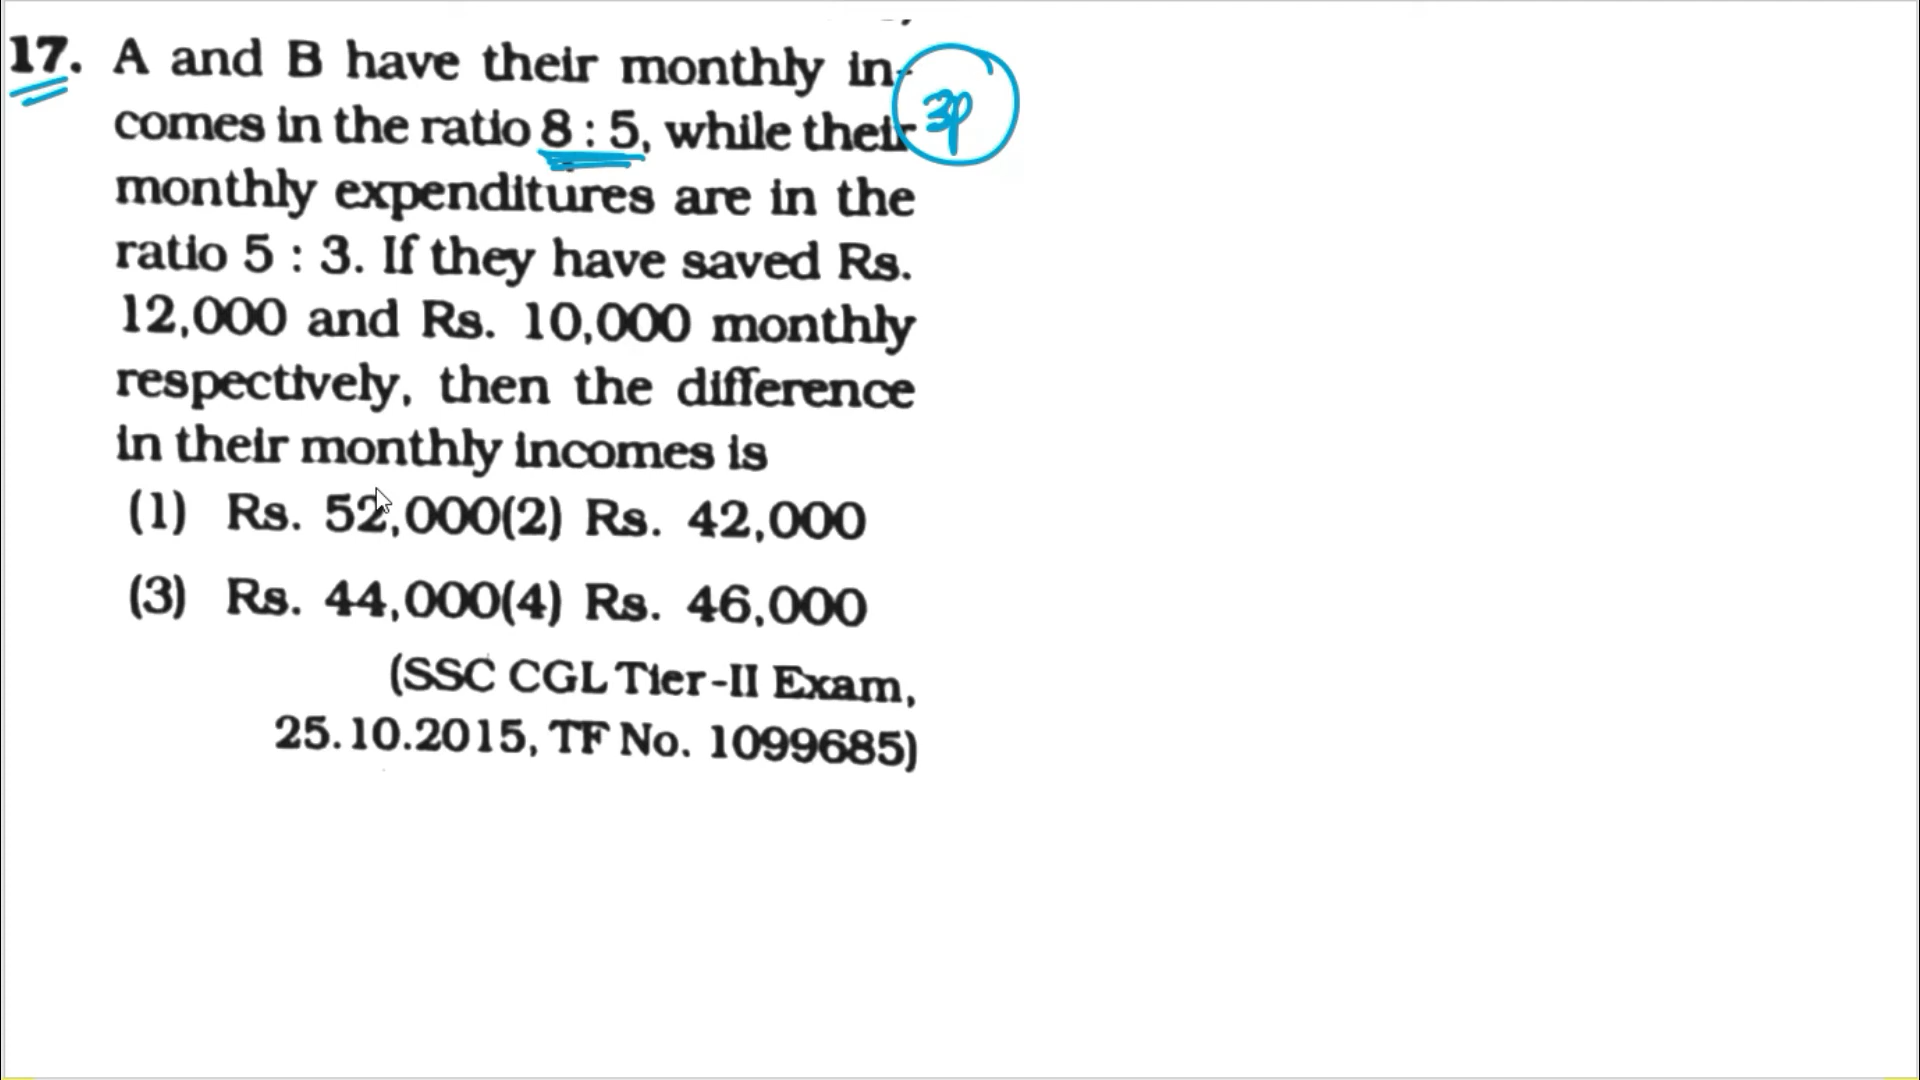 17. A and B have their monthly in-
comes in the ratio 8 : 5, while their
monthly expenditures are in the
ratio 5 : 3. If they have saved Rs.
12,000 and Rs. 10,000 monthly
respectively, then the difference
in their monthly incomes is
(1) Rs. 52,000(2) Rs. 42,000
(3) Rs. 44,000(4) Rs. 46,000
(SSC CGL Tier-II Exam,
25.10.2015, TF No. 1099685)